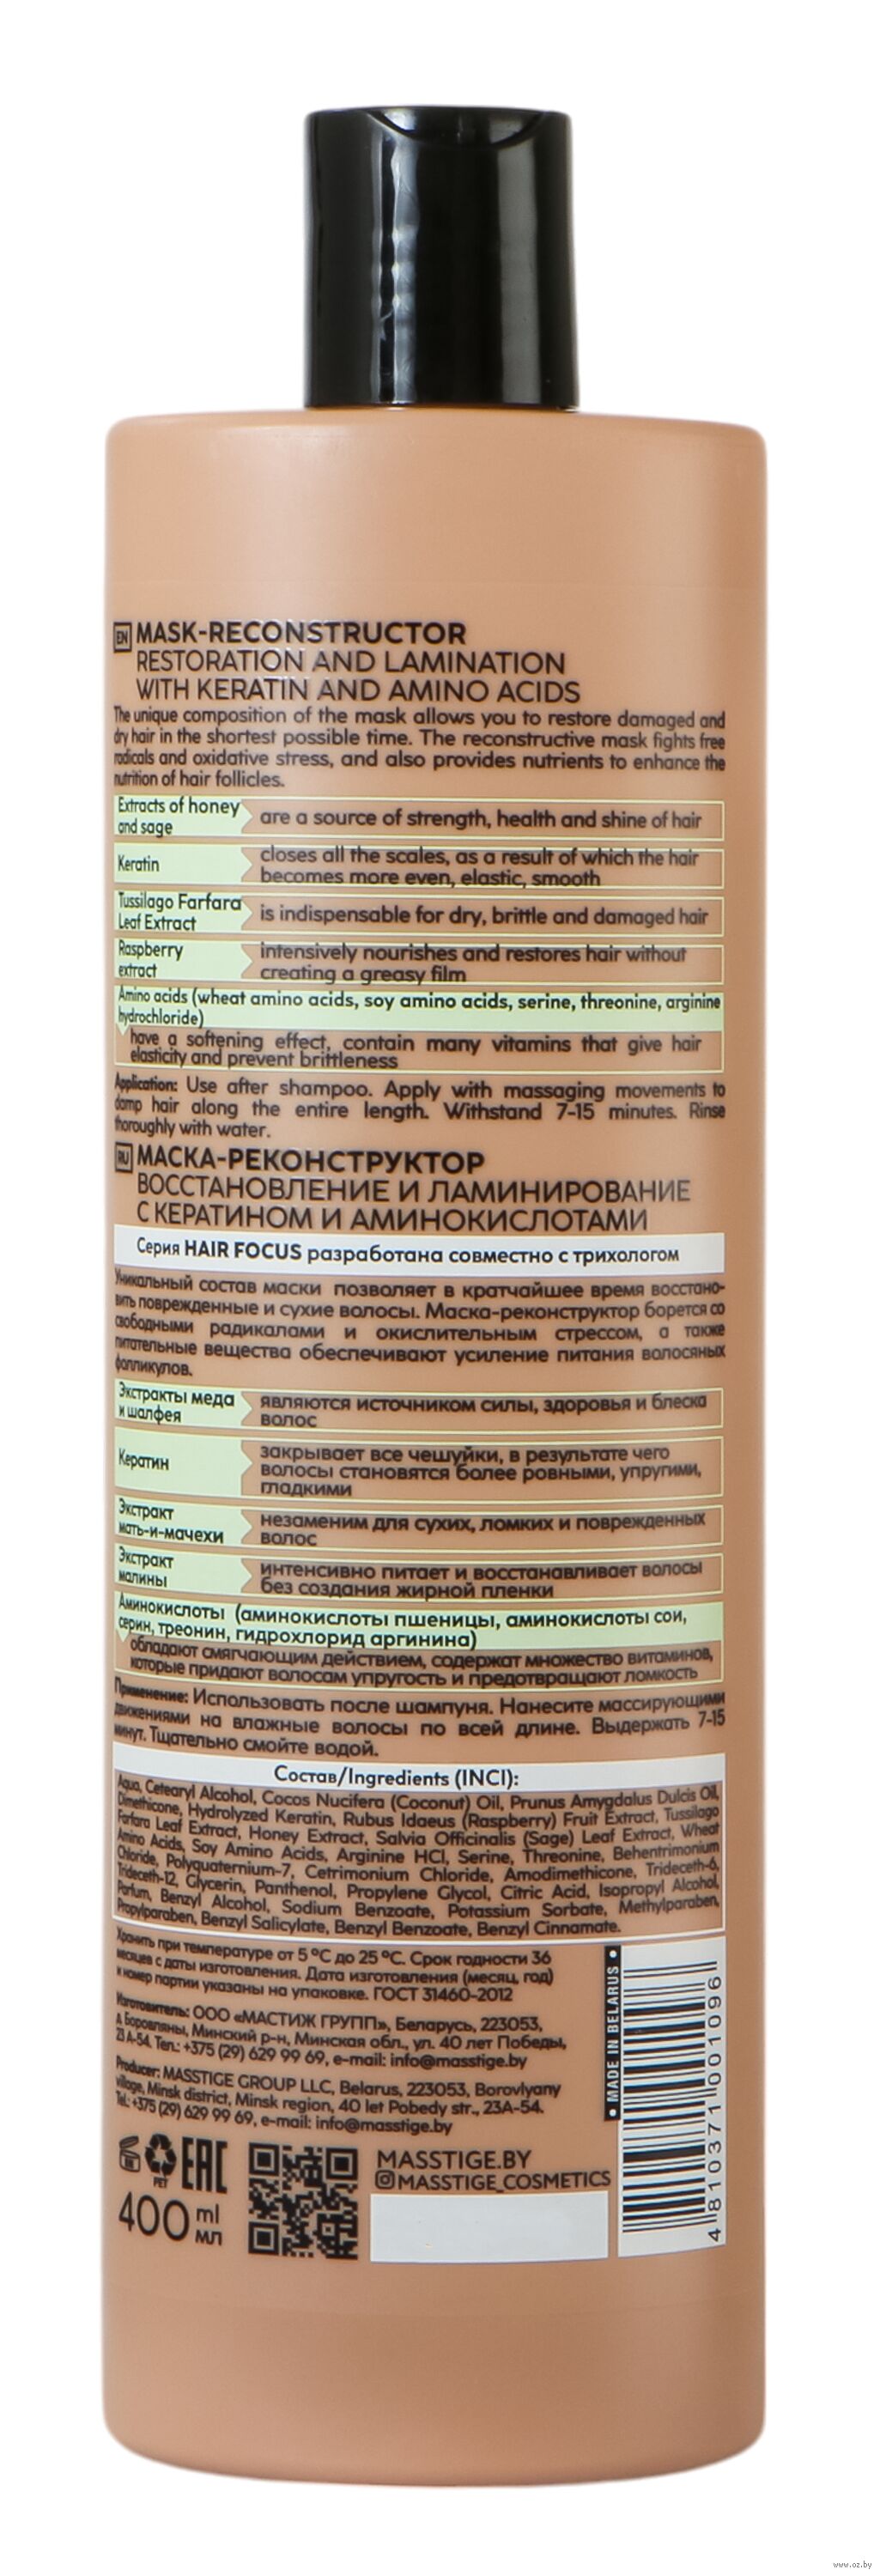 EN MASK-RECONSTRUCTOR
RESTORATION AND LAMINATION
WITH KERATIN AND AMINO ACIDS
The unique composition of the mask allows you to restore damaged and
dry hair in the shortest possible time. The reconstructive mask fights free
radicals and oxidative stress, and also provides nutrients to enhance the
nutrition of hair follicles.
Extracts of honey
and sage
are a source of strength, health and shine of hair
Keratin
closes all the scales, as a result of which the hair
becomes more even, elastic, smooth
Tussilago Farfara
Leaf Extract
is indispensable for dry, brittle and damaged hair
Raspberry
extract
intensively nourishes and restores hair without
creating a greasy film
Amino acids (wheat amino acids, soy amino acids, serine, threonine, arginine
hydrochloride)
have a softening effect, contain many vitamins that give hair
elasticity and prevent brittleness
Application: Use after shampoo. Apply with massaging movements to
damp hair along the entire length. Withstand 7-15 minutes. Rinse
thoroughly with water.
RU МАСКА-РЕКОНСТРУКТОР
ВОССТАНОВЛЕНИЕ И ЛАМИНИРОВАНИЕ
С КЕРАТИНОМ И АМИНОКИСЛОТАМИ
Серия HAIR FOCUS разработана совместно с трихологом
Уникальный состав маски позволяет в кратчайшее время восстано-
вить поврежденные и сухие волосы. Маска-реконструктор борется со
свободными радикалами и окислительным стрессом, а также
питательные вещества обеспечивают усиление питания волосяных
фолликулов.
Экстракты меда
и шалфея
являются источником силы, здоровья и блеска
волос
Кератин
закрывает все чешуйки, в результате чего
волосы становятся более ровными, упругими,
гладкими
Экстракт
мать-и-мачехи
незаменим для сухих, ломких и поврежденных
волос
Экстракт
малины
интенсивно питает и восстанавливает волосы
без создания жирной пленки
Аминокислоты (аминокислоты пшеницы, аминокислоты сои,
серин, треонин, гидрохлорид аргинина)
обладают смягчающим действием, содержат множество витаминов,
которые придают волосам упругость и предотвращают ломкость
Применение: Использовать после шампуня. Нанесите массирующими
движениями на влажные волосы по всей длине. Выдержать 7-15
минут. Тщательно смойте водой.
Состав/Ingredients (INCI):
Aqua, Cetearyl Alcohol, Cocos Nucifera (Coconut) Oil, Prunus Amygdalus Dulcis Oil,
Dimethicone, Hydrolyzed Keratin, Rubus Idaeus (Raspberry) Fruit Extract, Tussilago
Farfara Leaf Extract, Honey Extract, Salvia Officinalis (Sage) Leaf Extract, Wheat
Amino Acids, Soy Amino Acids, Arginine HCl, Serine, Threonine, Behentrimonium
Chloride, Polyquaternium-7, Cetrimonium Chloride, Amodimethicone, Trideceth-6,
Trideceth-12, Glycerin, Panthenol, Propylene Glycol, Citric Acid, Isopropyl Alcohol,
Parfum, Benzyl Alcohol, Sodium Benzoate, Potassium Sorbate, Methylparaben,
Propylparaben, Benzyl Salicylate, Benzyl Benzoate, Benzyl Cinnamate.
Хранить при температуре от 5 °С до 25 °С. Срок годности 36
месяцев с даты изготовления. Дата изготовления (месяц, год)
и номер партии указаны на упаковке. ГОСТ 31460-2012
Изготовитель: ООО «МАСТИЖ ГРУПП», Беларусь, 223053,
д. Боровляны, Минский р-н, Минская обл., ул. 40 лет Победы,
23 А-54. Тел.: +375 (29) 629 99 69, e-mail: info@masstige.by
Producer: MASSTIGE GROUP LLC, Belarus, 223053, Borovlyany
village, Minsk district, Minsk region, 40 let Pobedy str., 23A-54.
Tel.: +375 (29) 629 99 69, e-mail: info@masstige.by
• MADE IN BELARUS •
4 810371 001096
PET
EAC
MASSTIGE.BY
MASSTIGE_COSMETICS
400 ml
мл
www.oz.by